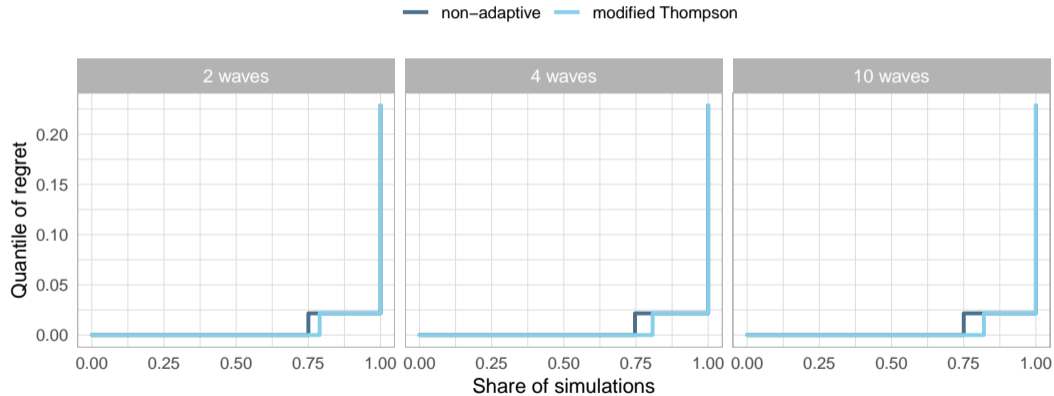 non−adaptive modified Thompson
2 waves 4 waves 10 waves
Quantile of regret
0.20
0.15
0.10
0.05
0.00
0.00 0.25 0.50 0.75 1.00 0.00 0.25 0.50 0.75 1.00 0.00 0.25 0.50 0.75 1.00
Share of simulations